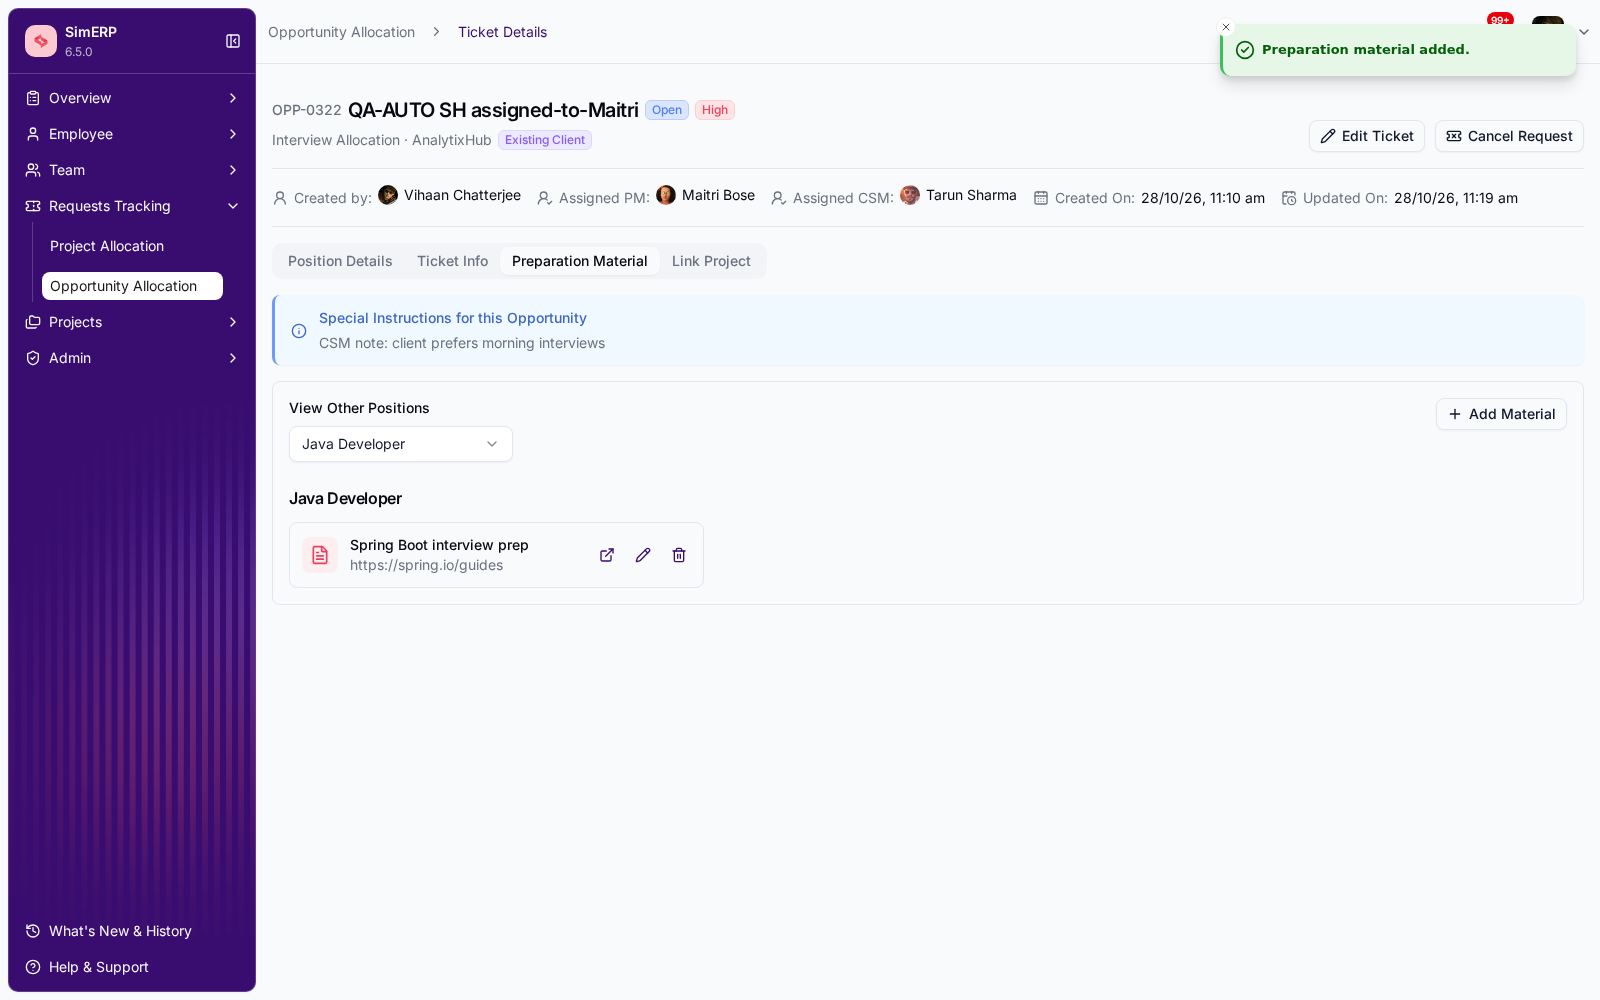 SimERP
6.5.0
Overview
Employee
Team
Requests Tracking
Project Allocation
Opportunity Allocation
Projects
Admin
What's New & History
Help & Support
Opportunity Allocation
Ticket Details
99+
Preparation material added.
OPP-0322 QA-AUTO SH assigned-to-Maitri Open High
Interview Allocation · AnalytixHub Existing Client
Edit Ticket
Cancel Request
Created by: Vihaan Chatterjee Assigned PM: Maitri Bose Assigned CSM: Tarun Sharma Created On: 28/10/26, 11:10 am Updated On: 28/10/26, 11:19 am
Position Details Ticket Info Preparation Material Link Project
Special Instructions for this Opportunity
CSM note: client prefers morning interviews
View Other Positions
Add Material
Java Developer
Java Developer
Spring Boot interview prep
https://spring.io/guides